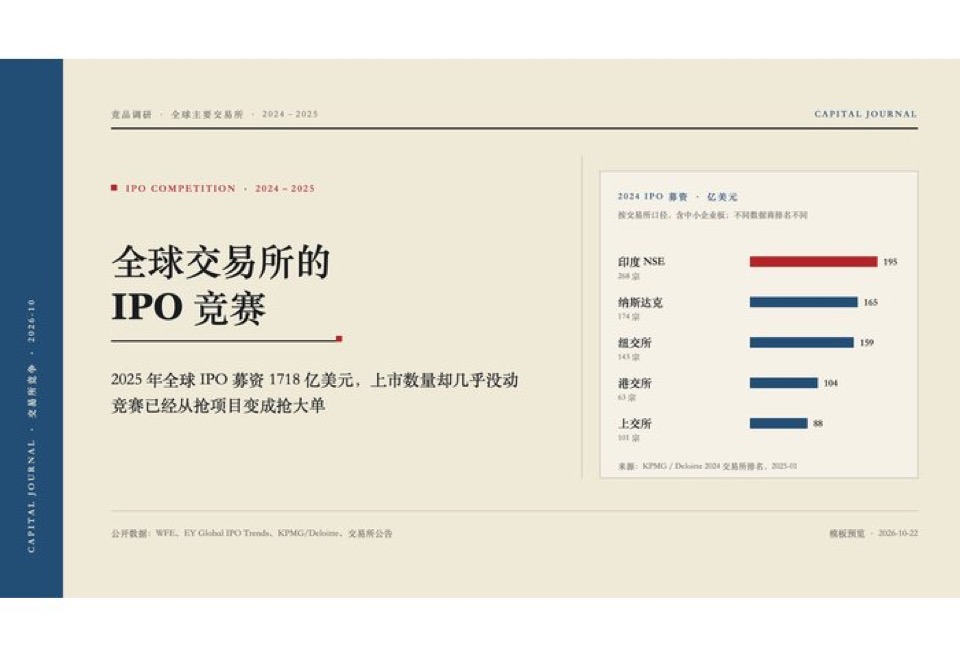 竞品调研 · 全球主要交易所 · 2024 – 2025
CAPITAL JOURNAL
IPO COMPETITION · 2024 – 2025
全球交易所的
IPO 竞赛
2025 年全球 IPO 募资 1718 亿美元，上市数量却几乎没动
竞赛已经从抢项目变成抢大单
2024 IPO 募资 · 亿美元
按交易所口径，含中小企业板；不同数据商排名不同
印度 NSE 195
268 宗
纳斯达克 165
174 宗
纽交所 159
143 宗
港交所 104
63 宗
上交所 88
101 宗
来源：KPMG / Deloitte 2024 交易所排名，2025-01
公开数据：WFE、EY Global IPO Trends、KPMG/Deloitte、交易所公告
模板预览 · 2026-10-22
CAPITAL JOURNAL · 交易所竞争 · 2026-10